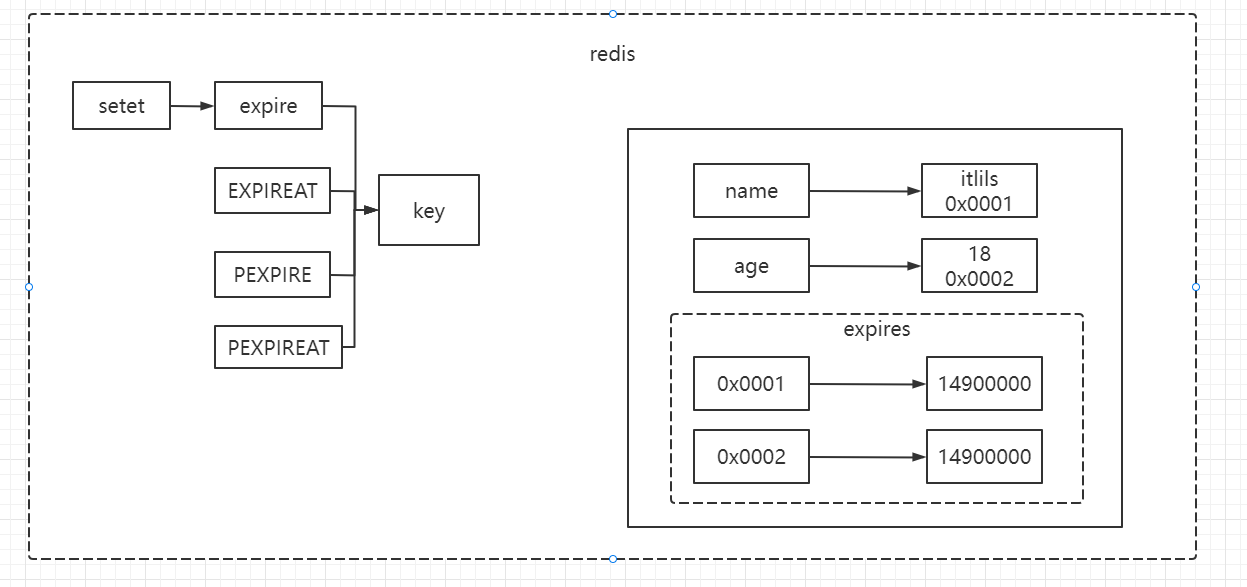 redis
setet
expire
EXPIREAT
PEXPIRE
PEXPIREAT
key
name
itlils
0x0001
age
18
0x0002
expires
0x0001
14900000
0x0002
14900000